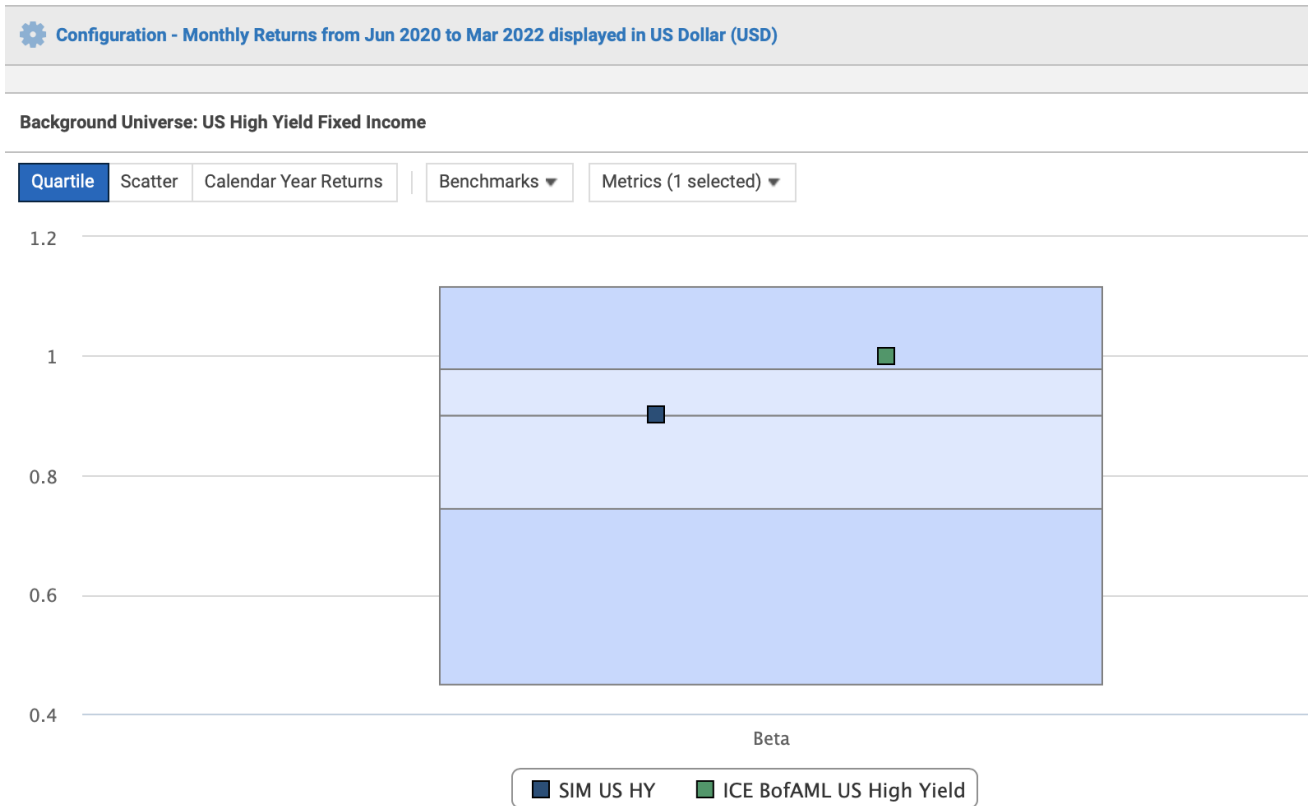 Configuration - Monthly Returns from Jun 2020 to Mar 2022 displayed in US Dollar (USD)
Background Universe: US High Yield Fixed Income
Quartile Scatter Calendar Year Returns Benchmarks Metrics (1 selected)
1.2
1
0.8
0.6
0.4
Beta
SIM US HY ICE BofAML US High Yield